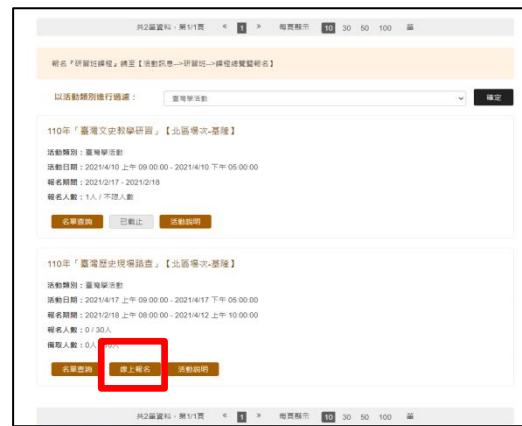 共2筆資料，第1/1頁 « 1 » 每頁顯示 10 30 50 100 筆
報名『研習班課程』請至【活動訊息-->研習班-->課程總覽暨報名】
以活動類別進行過濾： 臺灣學活動 確定
110年「臺灣文史教學研習」【北區場次-基隆】
活動類別：臺灣學活動
活動日期：2021/4/10 上午 09:00:00 - 2021/4/10 下午 05:00:00
報名期間：2021/2/17 - 2021/2/18
報名人數：1人 / 不限人數
名單查詢 已截止 活動說明
110年「臺灣歷史現場踏查」【北區場次-基隆】
活動類別：臺灣學活動
活動日期：2021/4/17 上午 09:00:00 - 2021/4/17 下午 05:00:00
報名期間：2021/2/18 上午 08:00:00 - 2021/4/12 上午 10:00:00
報名人數：0 / 30人
備取人數：0人
名單查詢 線上報名 活動說明
共2筆資料，第1/1頁 « 1 » 每頁顯示 10 30 50 100 筆